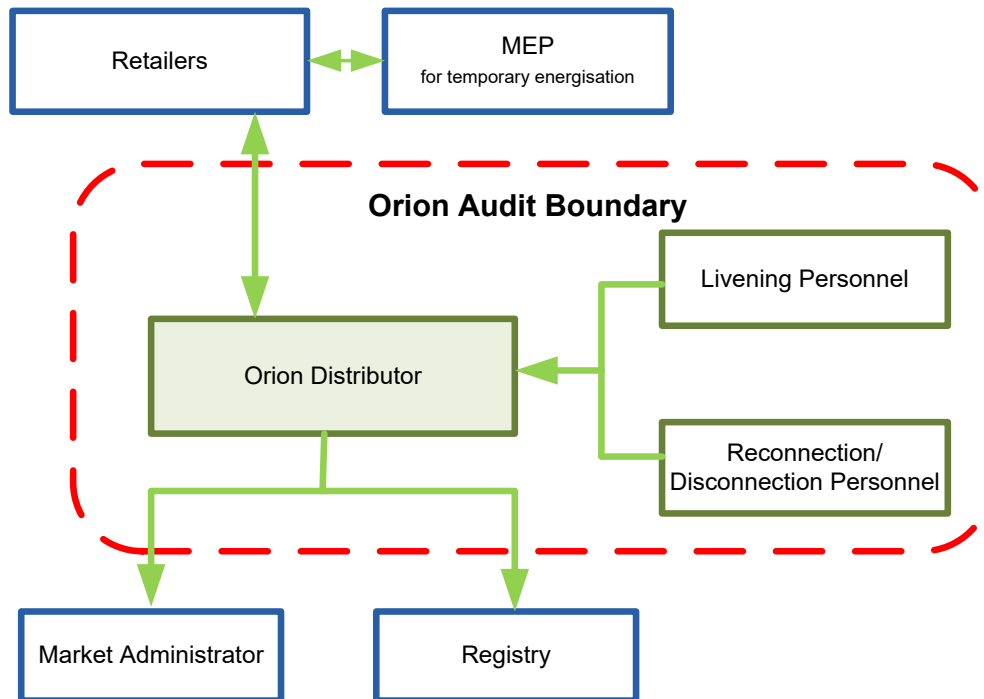 Retailers
MEP
for temporary energisation
Orion Audit Boundary
Livening Personnel
Orion Distributor
Reconnection/
Disconnection Personnel
Market Administrator
Registry